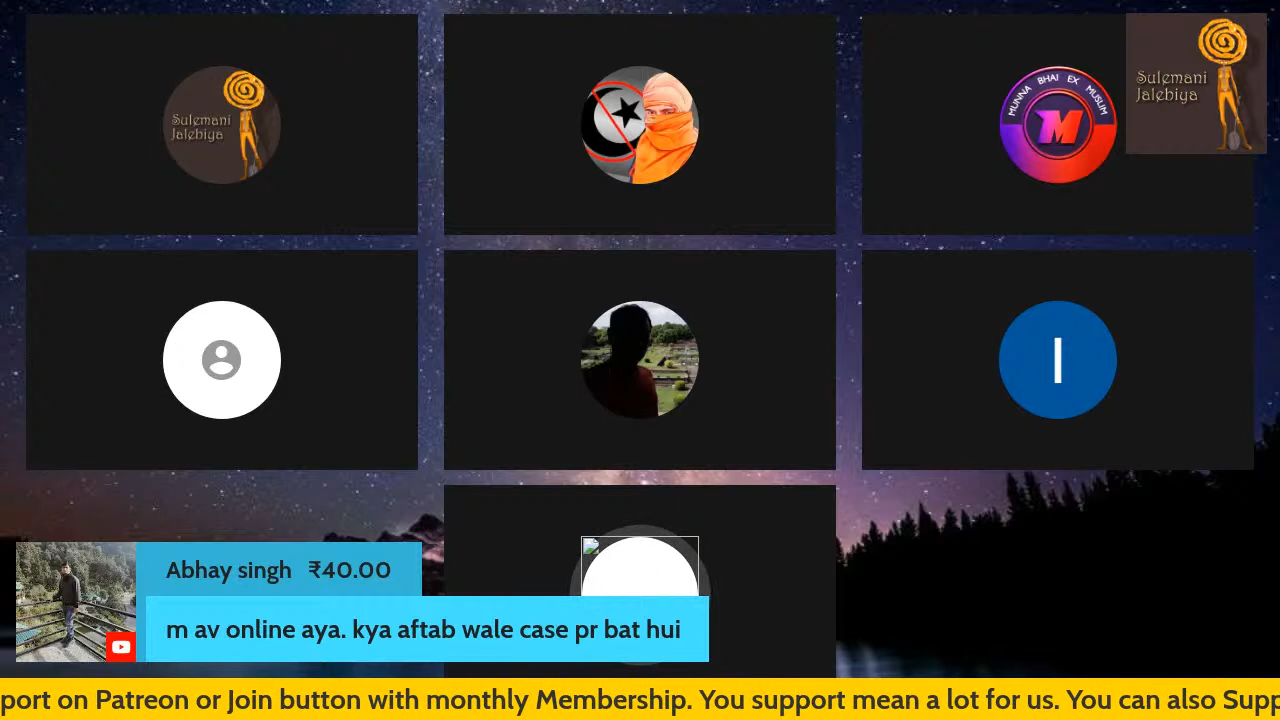 Sulemani
Jalebiya
MUNNA BHAI EX MUSLIM
M
Sulemani
Jalebiya
I
Abhay singh ₹40.00
m av online aya. kya aftab wale case pr bat hui
port on Patreon or Join button with monthly Membership. You support mean a lot for us. You can also Supp